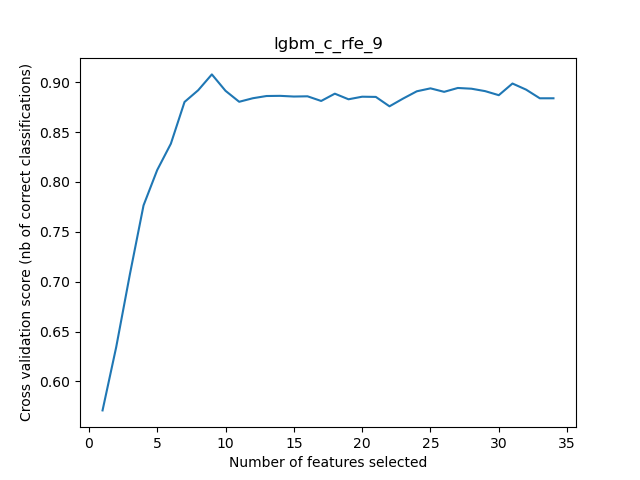 lgbm_c_rfe_9
Cross validation score (nb of correct classifications)
0.90
0.85
0.80
0.75
0.70
0.65
0.60
0 5 10 15 20 25 30 35
Number of features selected